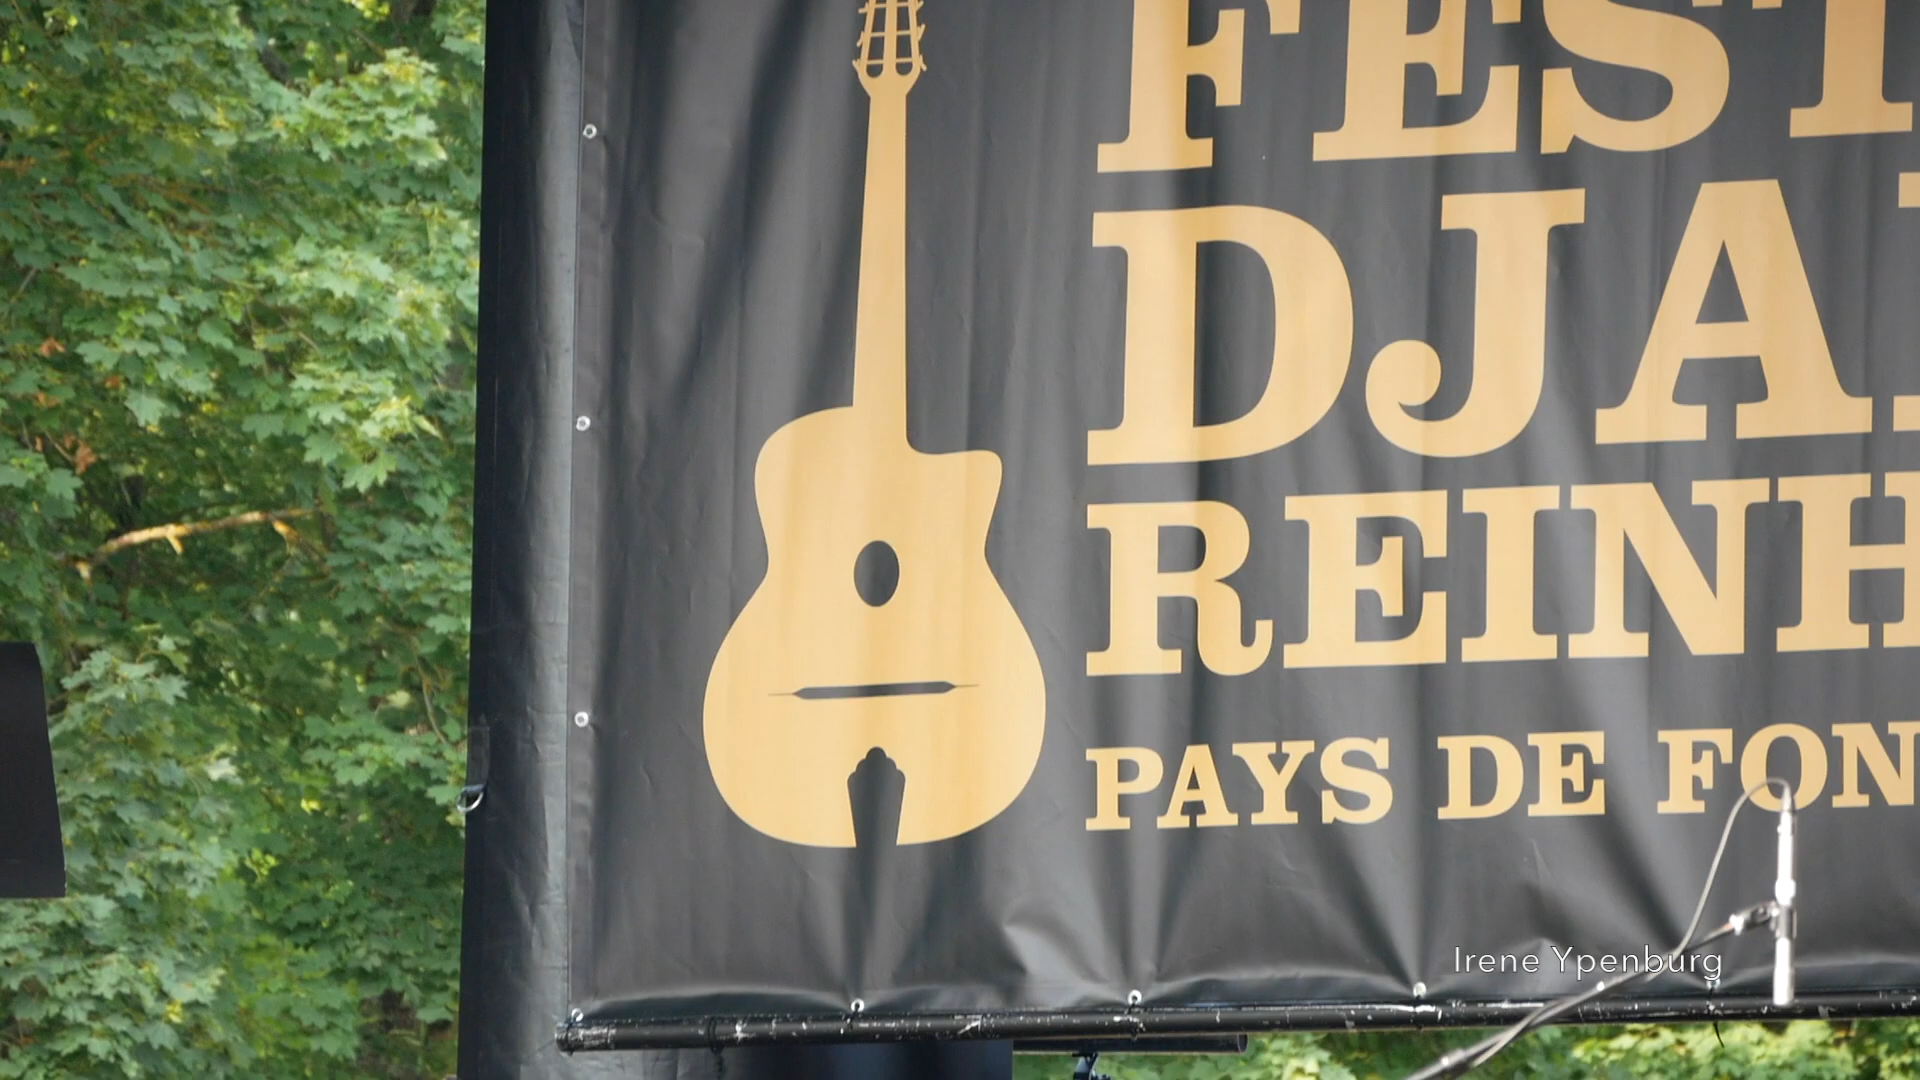 FEST
DJA
REINH
PAYS DE FON
Irene Ypenburg